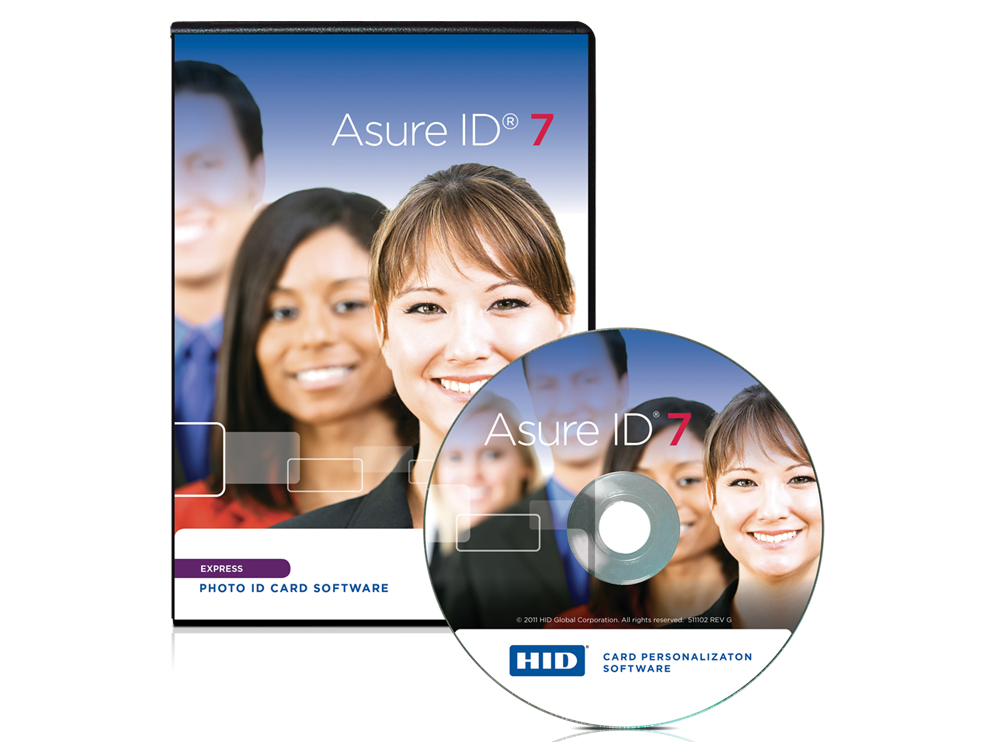 Asure ID® 7
EXPRESS
PHOTO ID CARD SOFTWARE
Asure ID® 7
© 2011 HID Global Corporation. All rights reserved. 511102 REV G
HID®
CARD PERSONALIZATON
SOFTWARE